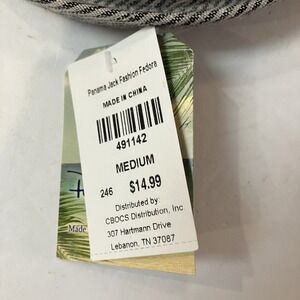 Panama Jack Fashion Fedora
MADE IN CHINA
491142
MEDIUM
246 $14.99
Distributed by:
CBOCS Distribution, Inc
307 Hartmann Drive
Lebanon, TN 37087
Made